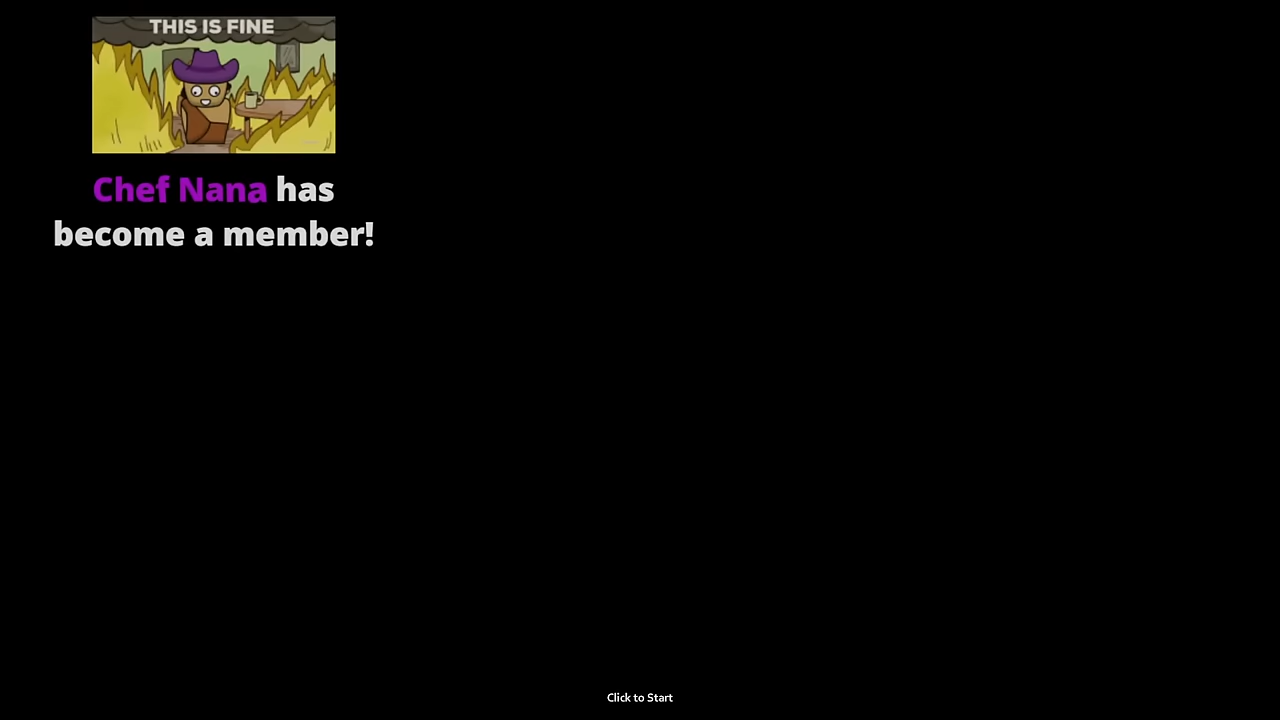 THIS IS FINE
Chef Nana has
become a member!
Click to Start